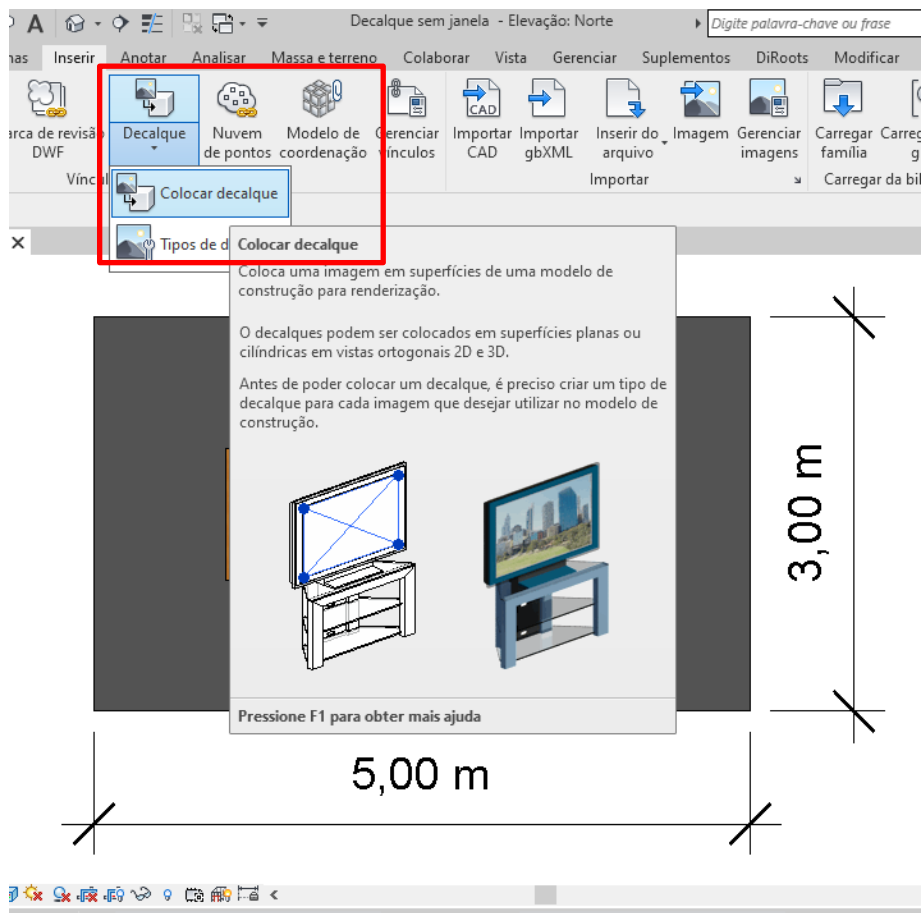 A
Decalque sem janela - Elevação: Norte
Digite palavra-chave ou frase
Inserir Anotar Analisar Massa e terreno Colaborar Vista Gerenciar Suplementos DiRoots Modificar
de revisão Decalque Nuvem Modelo de Gerenciar Importar Importar Inserir do Imagem Gerenciar Carregar
DWF de pontos coordenação vínculos CAD gbXML arquivo imagens família
CAD
Importar Carregar da
Colocar decalque
Tipos de
Colocar decalque
Coloca uma imagem em superfícies de uma modelo de
construção para renderização.
O decalques podem ser colocados em superfícies planas ou
cilíndricas em vistas ortogonais 2D e 3D.
Antes de poder colocar um decalque, é preciso criar um tipo de
decalque para cada imagem que desejar utilizar no modelo de
construção.
Pressione F1 para obter mais ajuda
3,00 m
5,00 m